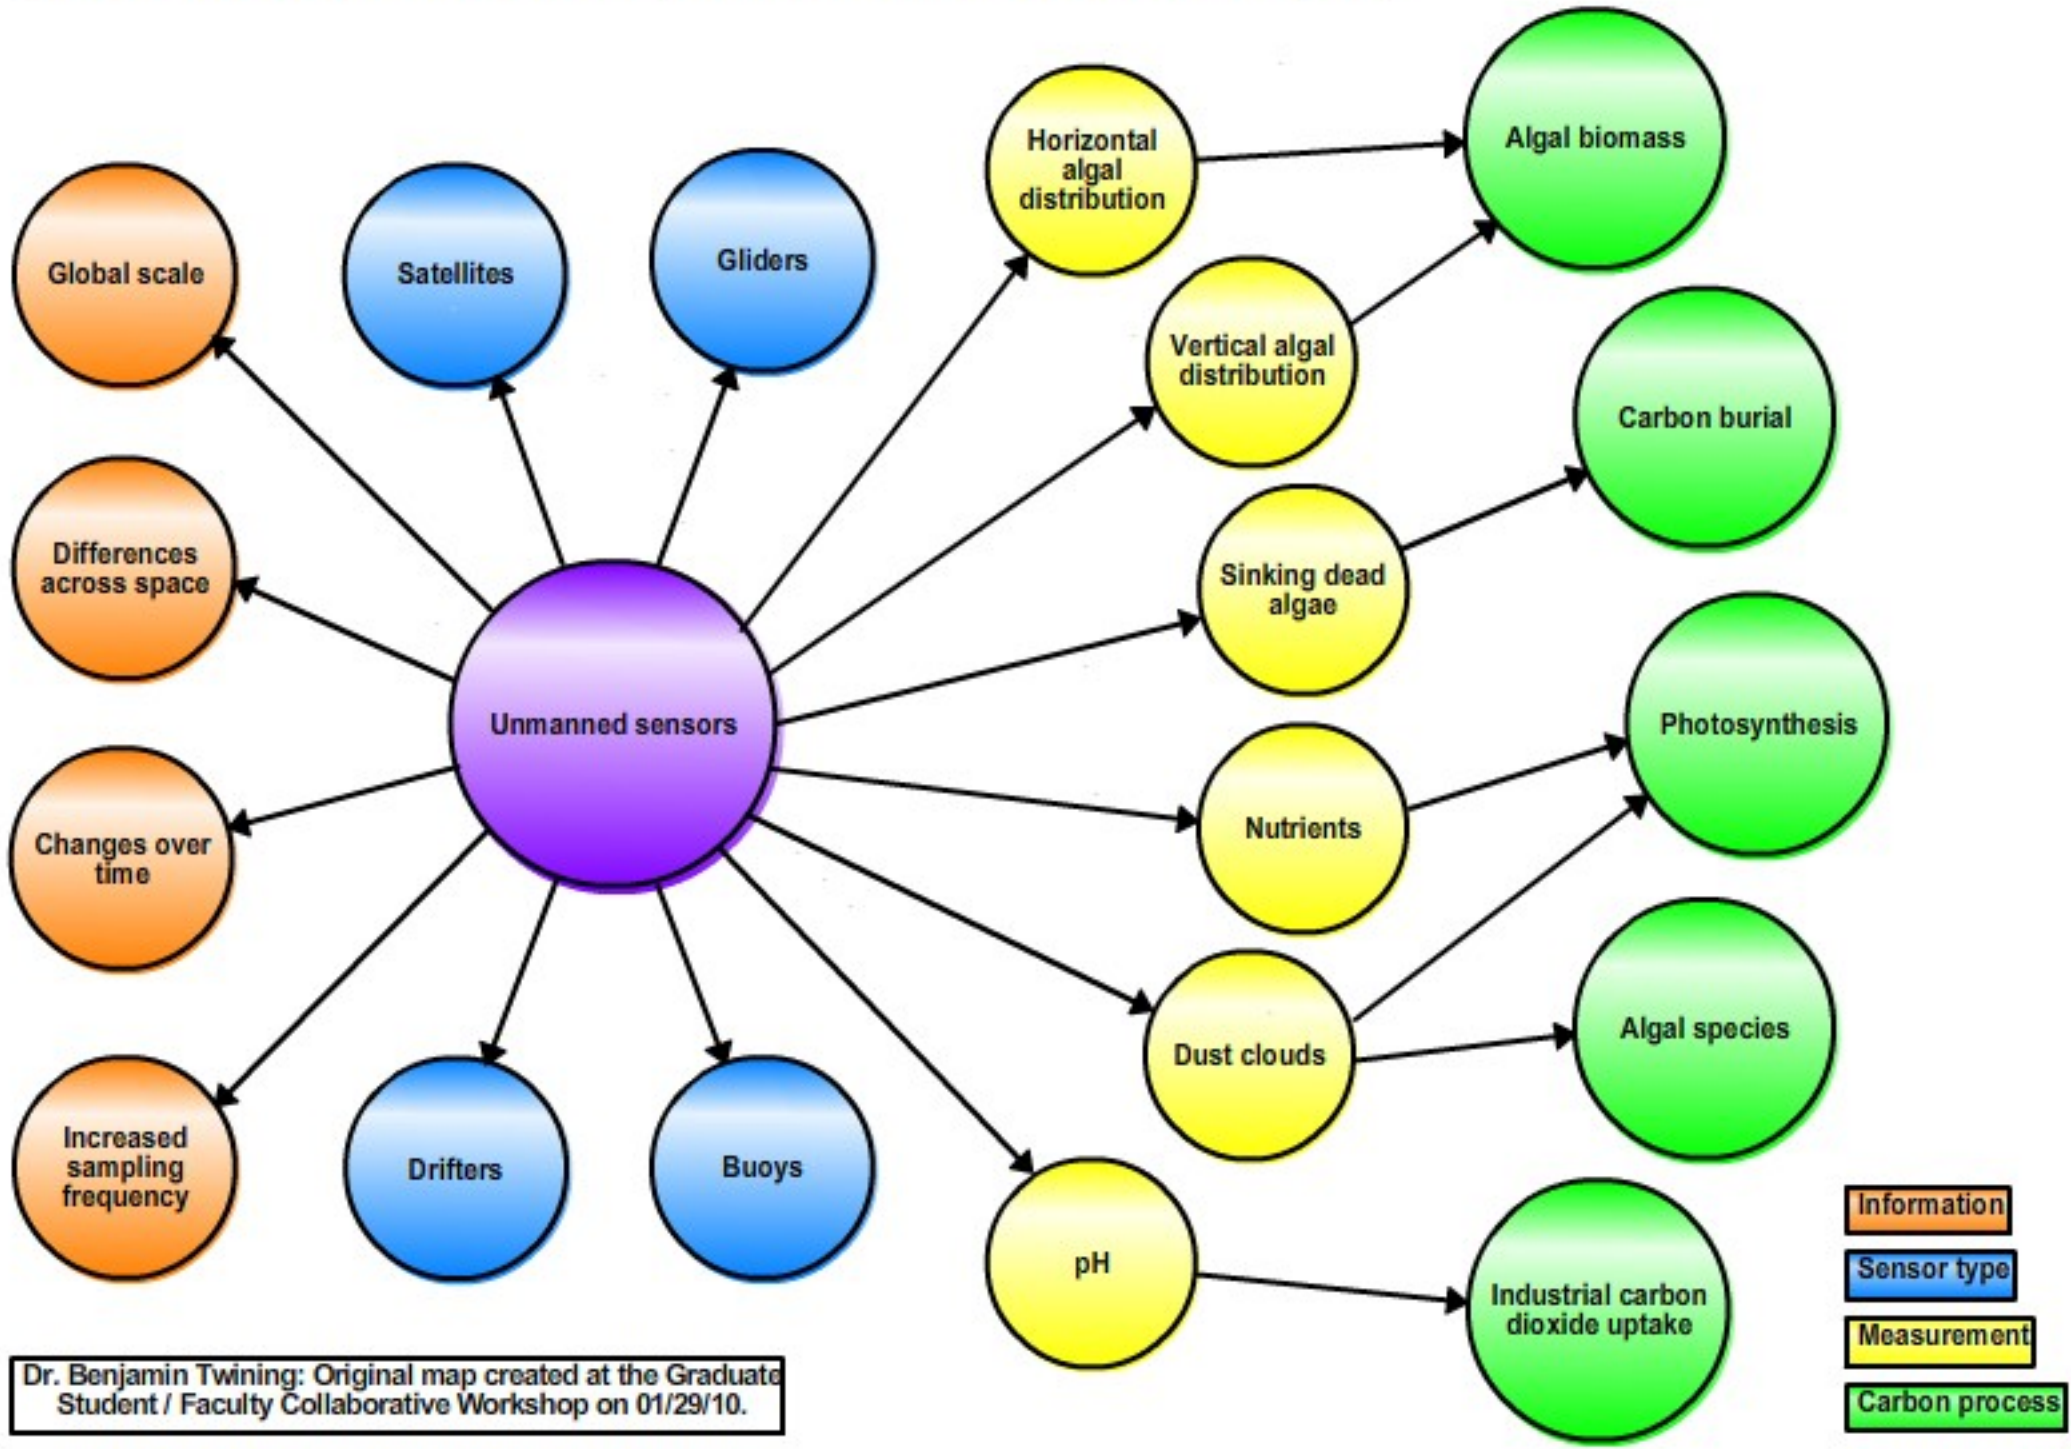 Global scale
Satellites
Gliders
Horizontal
algal
distribution
Algal biomass
Vertical algal
distribution
Carbon burial
Differences
across space
Sinking dead
algae
Unmanned sensors
Photosynthesis
Changes over
time
Nutrients
Dust clouds
Algal species
Increased
sampling
frequency
Drifters
Buoys
pH
Industrial carbon
dioxide uptake
Information
Sensor type
Measurement
Carbon process
Dr. Benjamin Twining: Original map created at the Graduate
Student / Faculty Collaborative Workshop on 01/29/10.